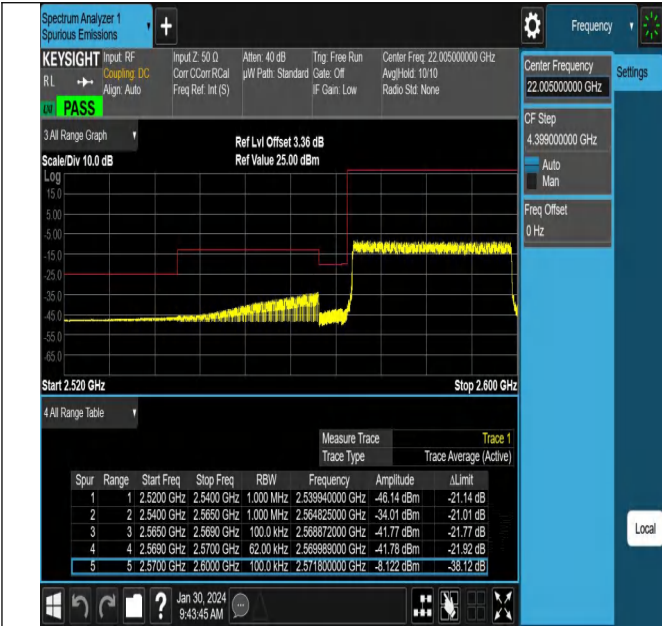 Spectrum Analyzer 1
Spurious Emissions
+
Frequency
KEYSIGHT Input: RF Input Z: 50 Ω Atten: 40 dB Trig: Free Run Center Freq: 22.005000000 GHz
RL Coupling: DC Corr CCorr RCal µW Path: Standard Gate: Off Avg|Hold: 10/10
Align: Auto Freq Ref: Int (S) IF Gain: Low Radio Std: None
LXI PASS
Center Frequency
22.005000000 GHz
Settings
CF Step
4.399000000 GHz
Auto
Man
Freq Offset
0 Hz
3 All Range Graph
Ref Lvl Offset 3.36 dB
Scale/Div 10.0 dB Ref Value 25.00 dBm
Log
15.0
5.00
-5.00
-15.0
-25.0
-35.0
-45.0
-55.0
-65.0
Start 2.520 GHz Stop 2.600 GHz
4 All Range Table
Measure Trace Trace 1
Trace Type Trace Average (Active)
Spur Range Start Freq Stop Freq RBW Frequency Amplitude ΔLimit
1 1 2.5200 GHz 2.5400 GHz 1.000 MHz 2.539940000 GHz -46.14 dBm -21.14 dB
2 2 2.5400 GHz 2.5650 GHz 1.000 MHz 2.564825000 GHz -34.01 dBm -21.01 dB
3 3 2.5650 GHz 2.5690 GHz 100.0 kHz 2.568872000 GHz -41.77 dBm -21.77 dB
4 4 2.5690 GHz 2.5700 GHz 62.00 kHz 2.569989000 GHz -41.78 dBm -21.92 dB
5 5 2.5700 GHz 2.6000 GHz 100.0 kHz 2.571800000 GHz -8.122 dBm -38.12 dB
Local
? Jan 30, 2024
9:43:45 AM